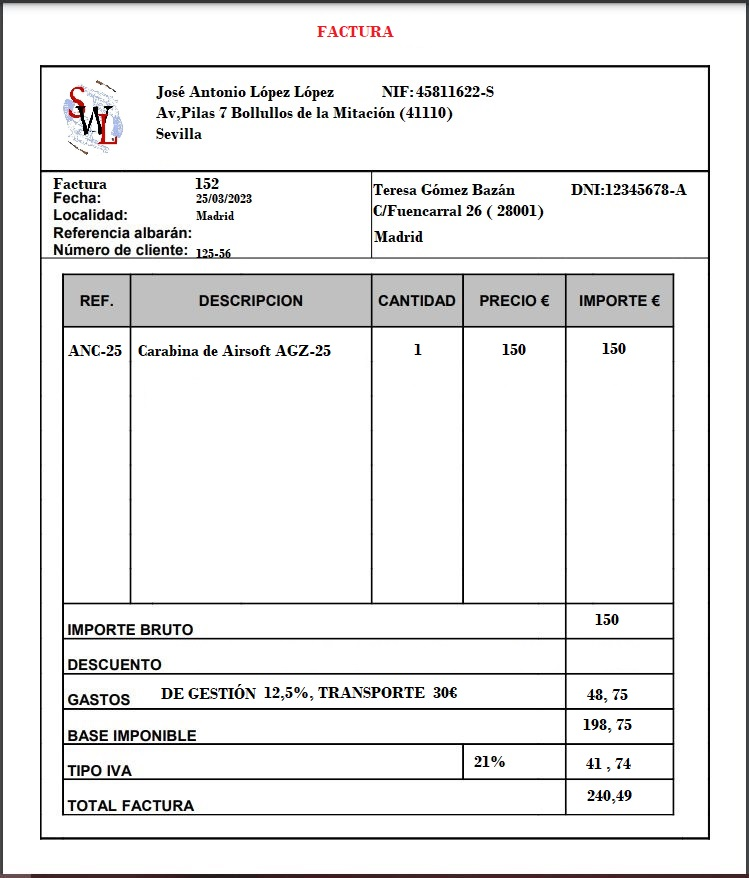 FACTURA
SWL
José Antonio López López NIF:45811622-S
Av,Pilas 7 Bollullos de la Mitación (41110)
Sevilla
Factura 152
Fecha: 25/03/2023
Localidad: Madrid
Referencia albarán:
Número de cliente: 125-56
Teresa Gómez Bazán DNI:12345678-A
C/Fuencarral 26 ( 28001)
Madrid
REF. DESCRIPCION CANTIDAD PRECIO € IMPORTE €
ANC-25 Carabina de Airsoft AGZ-25 1 150 150
IMPORTE BRUTO 150
DESCUENTO
GASTOS DE GESTIÓN 12,5%, TRANSPORTE 30€ 48, 75
BASE IMPONIBLE 198, 75
TIPO IVA 21% 41 , 74
TOTAL FACTURA 240,49